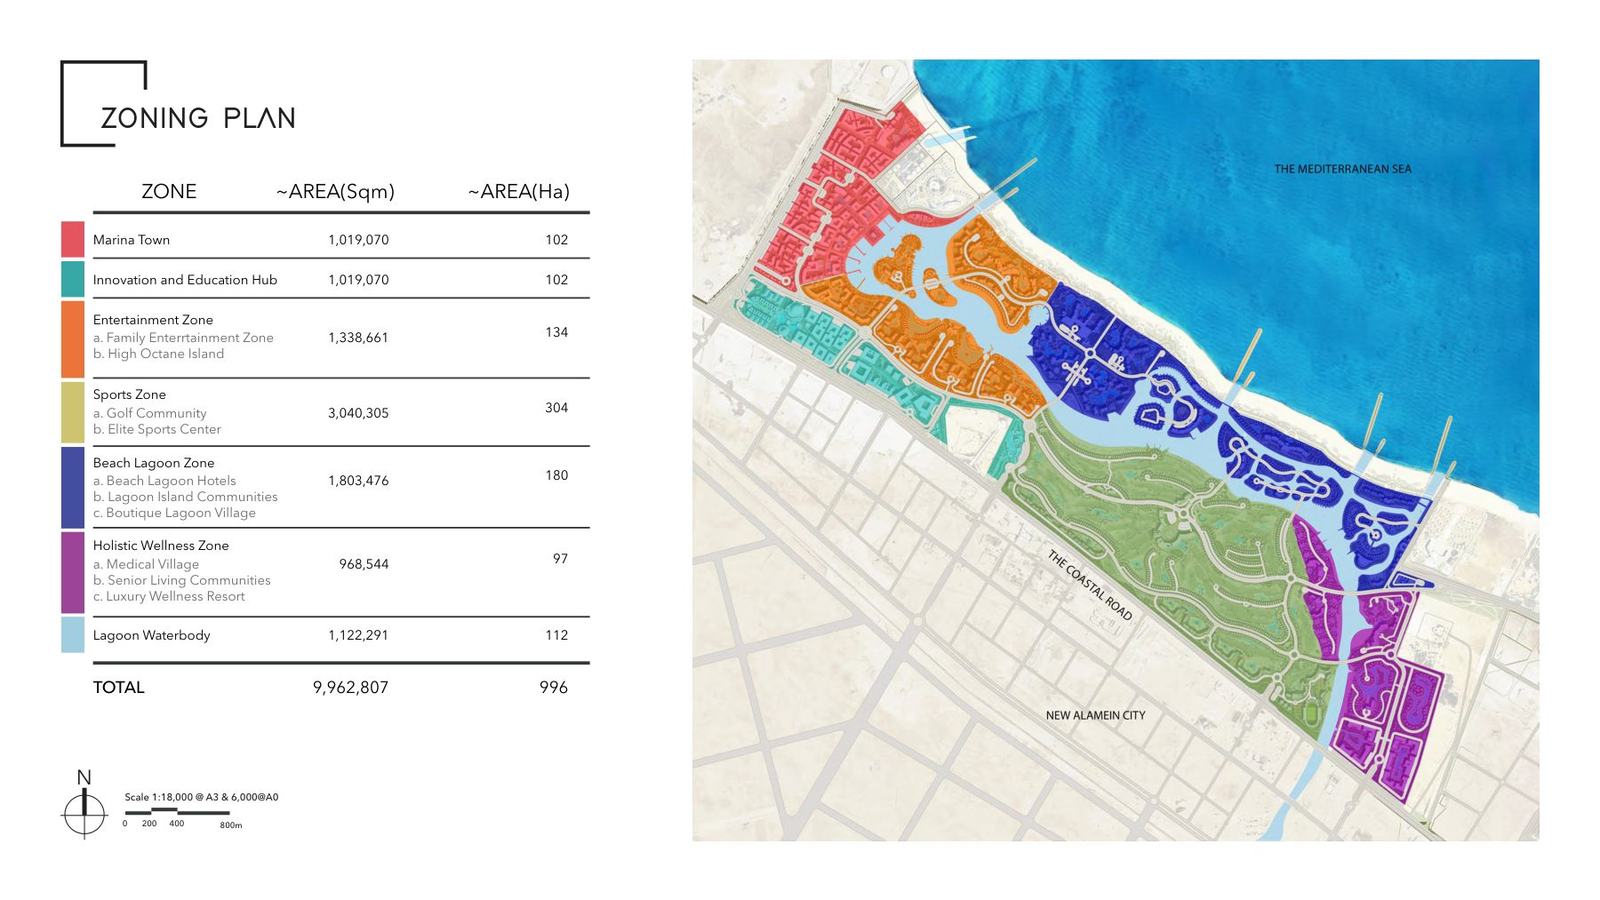 ZONING PLAN
ZONE ~AREA(Sqm) ~AREA(Ha)
Marina Town 1,019,070 102
Innovation and Education Hub 1,019,070 102
Entertainment Zone
a. Family Enterrtainment Zone 1,338,661 134
b. High Octane Island
Sports Zone
a. Golf Community 3,040,305 304
b. Elite Sports Center
Beach Lagoon Zone
a. Beach Lagoon Hotels 1,803,476 180
b. Lagoon Island Communities
c. Boutique Lagoon Village
Holistic Wellness Zone
a. Medical Village 968,544 97
b. Senior Living Communities
c. Luxury Wellness Resort
Lagoon Waterbody 1,122,291 112
TOTAL 9,962,807 996
N
Scale 1:18,000 @ A3 & 6,000@A0
0 200 400 800m
THE MEDITERRANEAN SEA
THE COASTAL ROAD
NEW ALAMEIN CITY